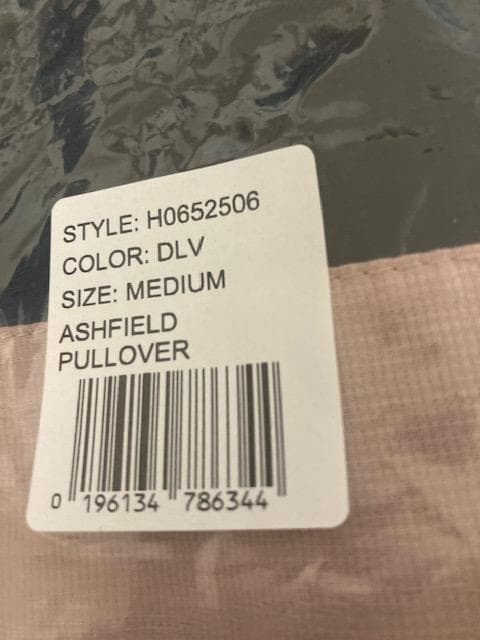 STYLE: H0652506
COLOR: DLV
SIZE: MEDIUM
ASHFIELD
PULLOVER
0 196134 786344